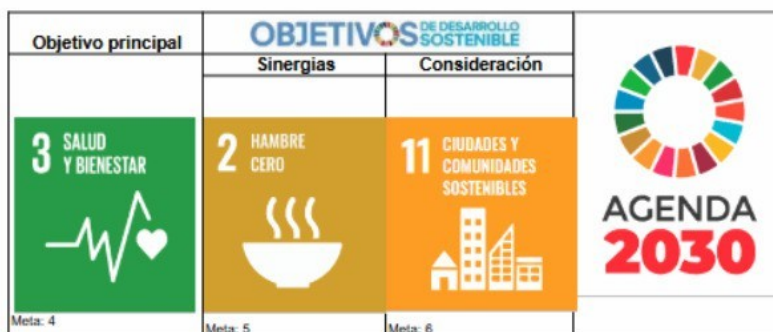 Objetivo principal
OBJETIVOS DE DESARROLLO SOSTENIBLE
Sinergias
Consideración
3 SALUD
Y BIENESTAR
2 HAMBRE
CERO
11 CIUDADES Y
COMUNIDADES
SOSTENIBLES
AGENDA
2030
Meta: 4
Meta: 5
Meta: 6